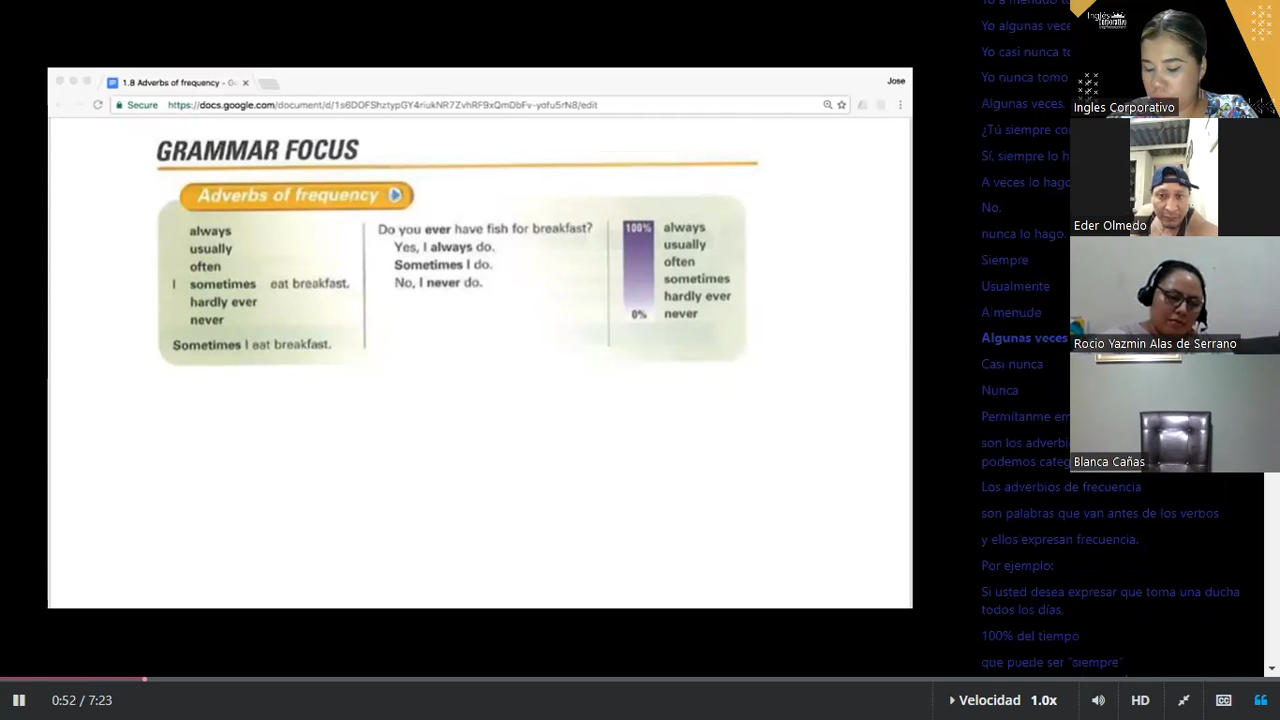 1.8 Adverbs of frequency - Go
Jose
Secure
https://docs.google.com/document/d/1s6DOFShztypGY4riukNR7ZvhRF9xQmDbFv-yofu5rN8/edit
GRAMMAR FOCUS
Adverbs of frequency
always
usually
often
I sometimes eat breakfast.
hardly ever
never
Sometimes I eat breakfast.
Do you ever have fish for breakfast?
Yes, I always do.
Sometimes I do.
No, I never do.
100%
0%
always
usually
often
sometimes
hardly ever
never
Yo algunas
Yo casi nunca
Yo nunca tomo
Algunas veces.
¿Tú siempre
Sí, siempre lo
A veces lo hago
No.
nunca lo hago.
Siempre
Usualmente
A menude
Algunas veces
Casi nunca
Nunca
Permítanme
son los
podemos
Los adverbios de frecuencia
son palabras que van antes de los verbos
y ellos expresan frecuencia.
Por ejemplo:
Si usted desea expresar que toma una ducha
todos los días,
100% del tiempo
que puede ser "siempre"
Inglés
Corporativo
Ingles Corporativo
Eder Olmedo
Rocio Yazmin Alas de Serrano
Blanca Cañas
0:52 / 7:23
Velocidad 1.0x
HD
CC